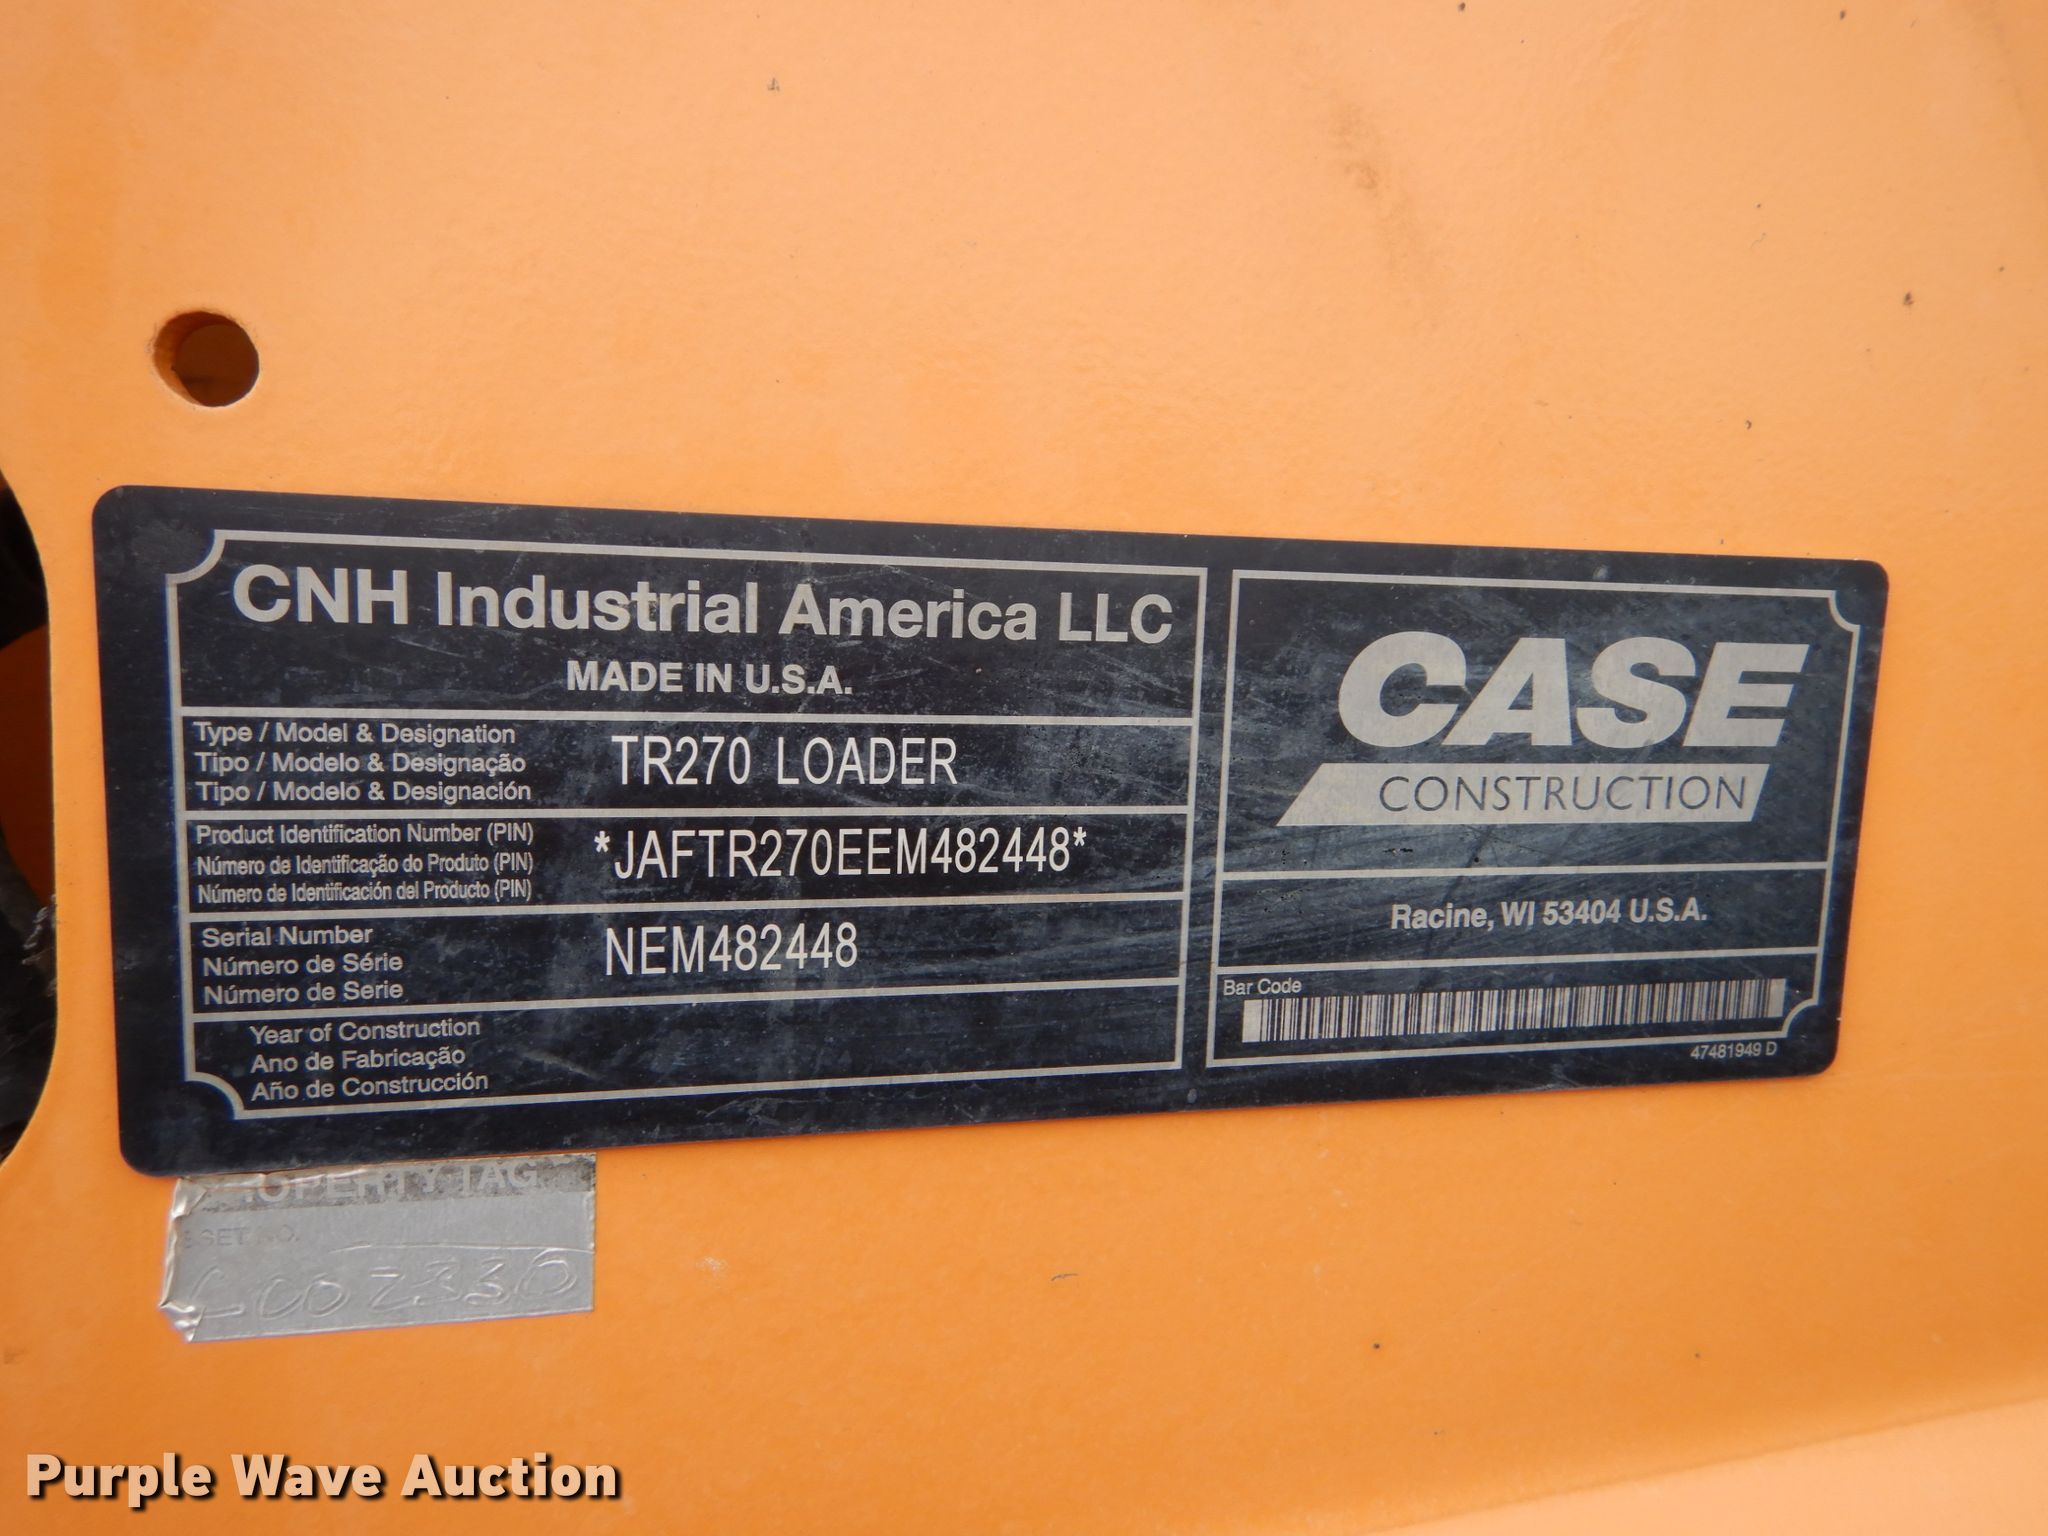 CNH Industrial America LLC
MADE IN U.S.A.
Type / Model & Designation
Tipo / Modelo & Designação
Tipo / Modelo & Designación
TR270 LOADER
Product Identification Number (PIN)
Número de Identificação do Produto (PIN)
Número de Identificación del Producto (PIN)
*JAFTR270EEM482448*
Serial Number
Número de Série
Número de Serie
NEM482448
Year of Construction
Ano de Fabricação
Año de Construcción
CASE
CONSTRUCTION
Racine, WI 53404 U.S.A.
Bar Code
47481949 D
TAG
NO.
Purple Wave Auction